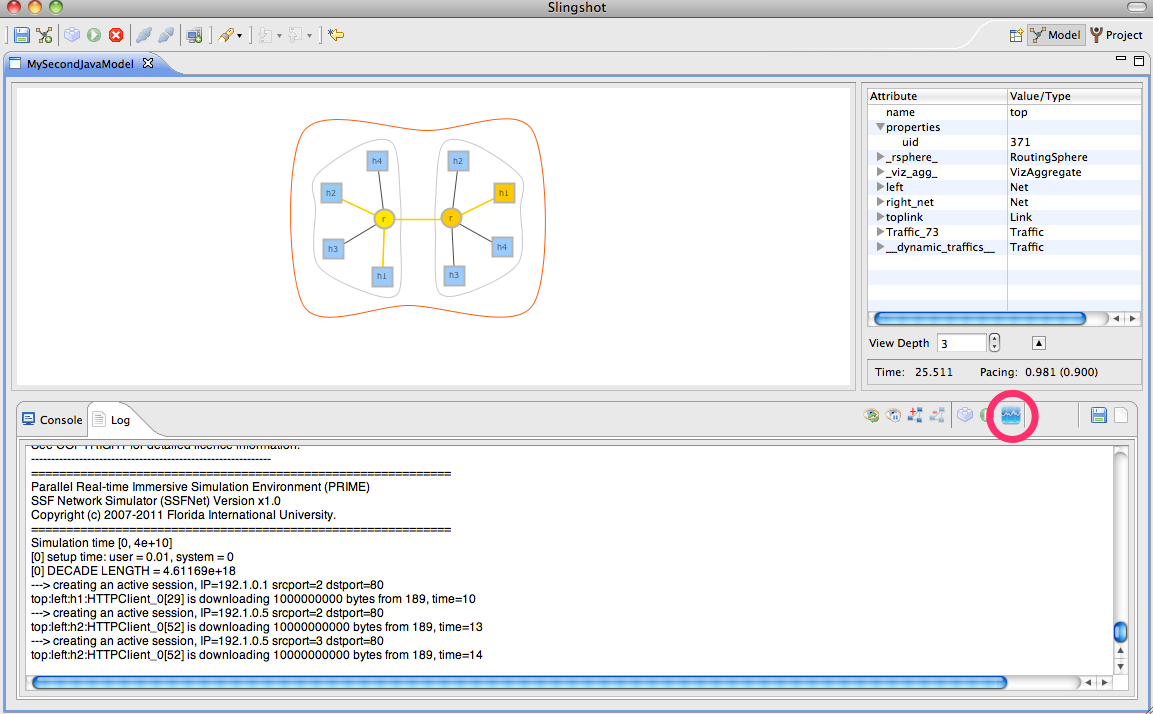 Slingshot
Model
Project
MySecondJavaModel
h4
h2
h3
h1
r
h2
h1
r
h4
h3
Attribute Value/Type
name top
properties
uid 371
_rsphere_ RoutingSphere
_viz_agg_ VizAggregate
left Net
right_net Net
toplink Link
Traffic_73 Traffic
__dynamic_traffics__ Traffic
View Depth 3
Time: 25.511 Pacing: 0.981 (0.900)
Console
Log
---------------------------------------------------------
============================================================
Parallel Real-time Immersive Simulation Environment (PRIME)
SSF Network Simulator (SSFNet) Version x1.0
Copyright (c) 2007-2011 Florida International University.
============================================================
Simulation time [0, 4e+10]
[0] setup time: user = 0.01, system = 0
[0] DECADE LENGTH = 4.61169e+18
---> creating an active session, IP=192.1.0.1 srcport=2 dstport=80
top:left:h1:HTTPClient_0[29] is downloading 1000000000 bytes from 189, time=10
---> creating an active session, IP=192.1.0.5 srcport=2 dstport=80
top:left:h2:HTTPClient_0[52] is downloading 10000000000 bytes from 189, time=13
---> creating an active session, IP=192.1.0.5 srcport=3 dstport=80
top:left:h2:HTTPClient_0[52] is downloading 10000000000 bytes from 189, time=14